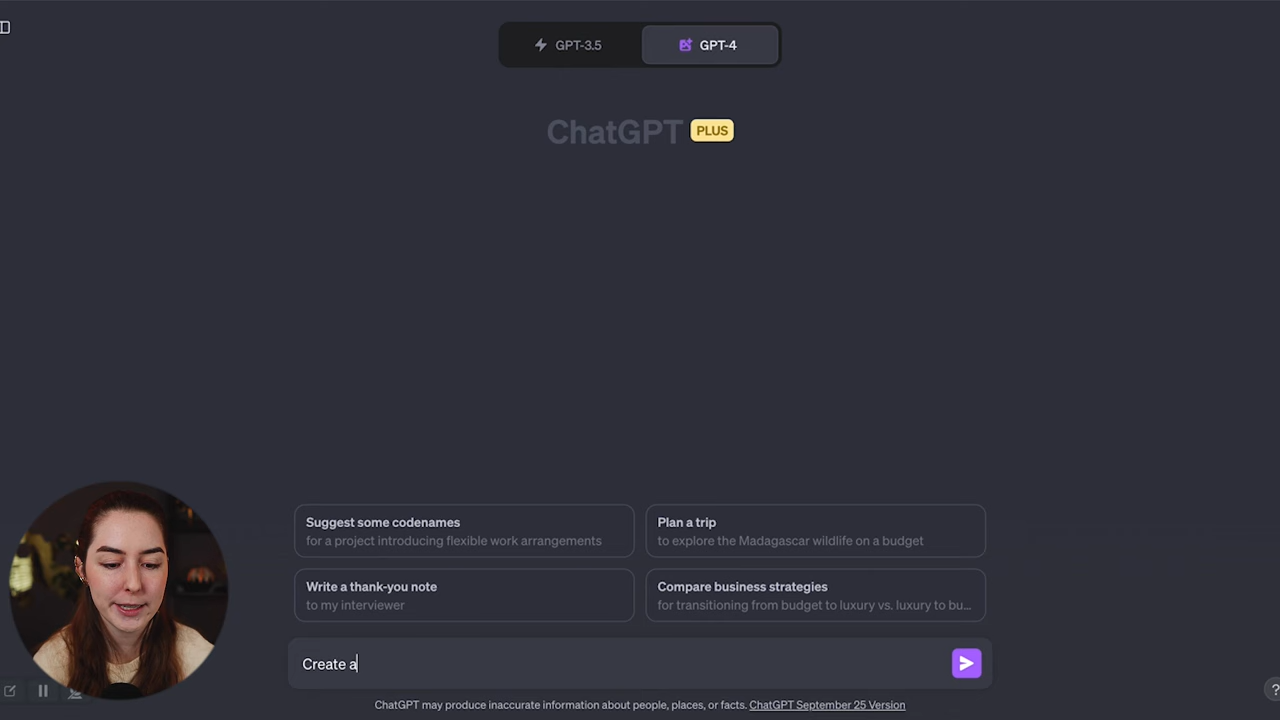 GPT-3.5
GPT-4
ChatGPT PLUS
Suggest some codenames
for a project introducing flexible work arrangements
Plan a trip
to explore the Madagascar wildlife on a budget
Write a thank-you note
to my interviewer
Compare business strategies
for transitioning from budget to luxury vs. luxury to bu...
Create a
ChatGPT may produce inaccurate information about people, places, or facts. ChatGPT September 25 Version
?